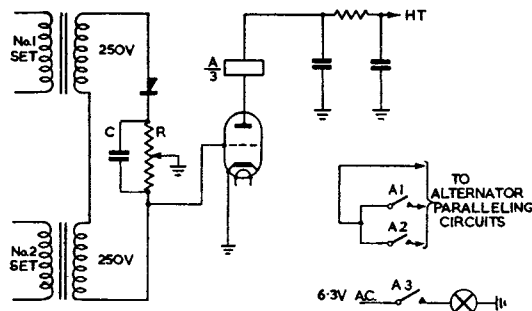 No.1
SET
250V
C
R
No.2
SET
250V
A
3
HT
A1
A2
TO
ALTERNATOR
PARALLELING
CIRCUITS
6·3V A.C.
A3